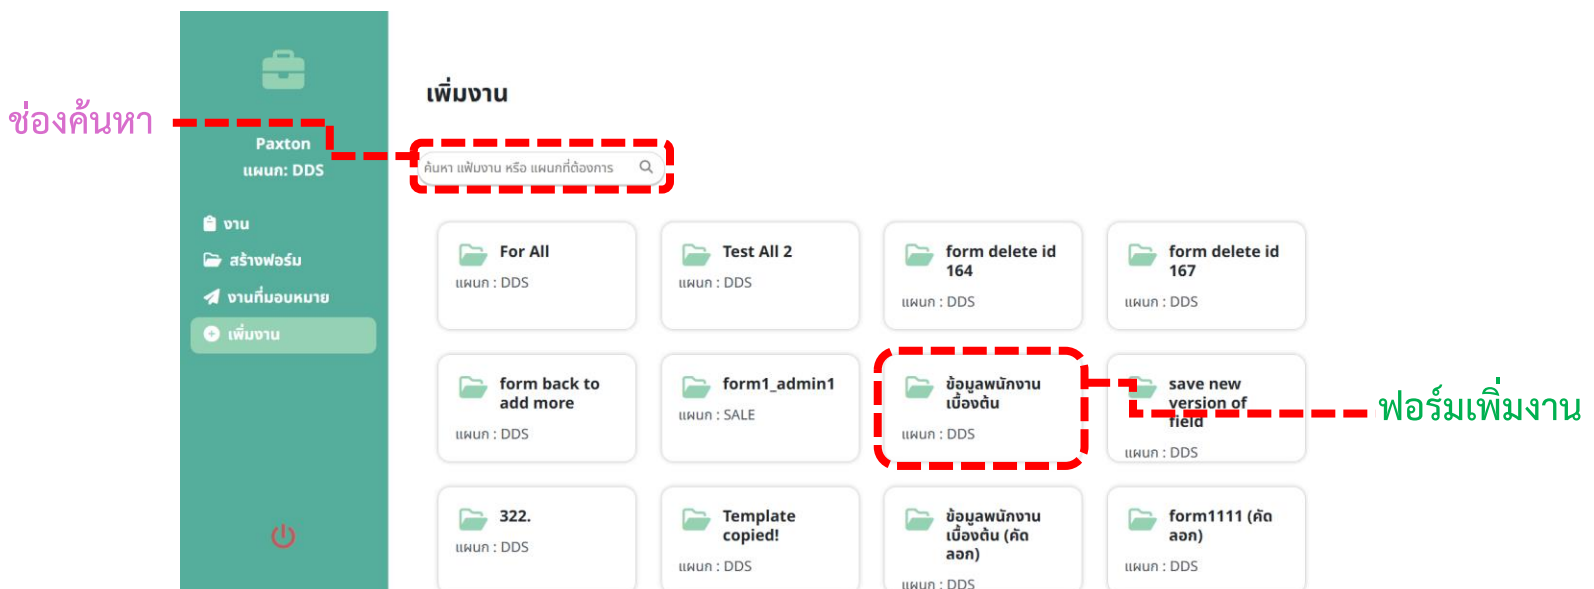 ช่องค้นหา
Paxton
แผนก: DDS
งาน
สร้างฟอร์ม
งานที่มอบหมาย
เพิ่มงาน
เพิ่มงาน
ค้นหา แฟ้มงาน หรือ แผนกที่ต้องการ
For All
แผนก : DDS
Test All 2
แผนก : DDS
form delete id
164
แผนก : DDS
form delete id
167
แผนก : DDS
form back to
add more
แผนก : DDS
form1_admin1
แผนก : SALE
ข้อมูลพนักงาน
เบื้องต้น
แผนก : DDS
save new
version of
field
แผนก : DDS
ฟอร์มเพิ่มงาน
322.
แผนก : DDS
Template
copied!
แผนก : DDS
ข้อมูลพนักงาน
เบื้องต้น (คัด
ลอก)
แผนก : DDS
form1111 (คัด
ลอก)
แผนก : DDS